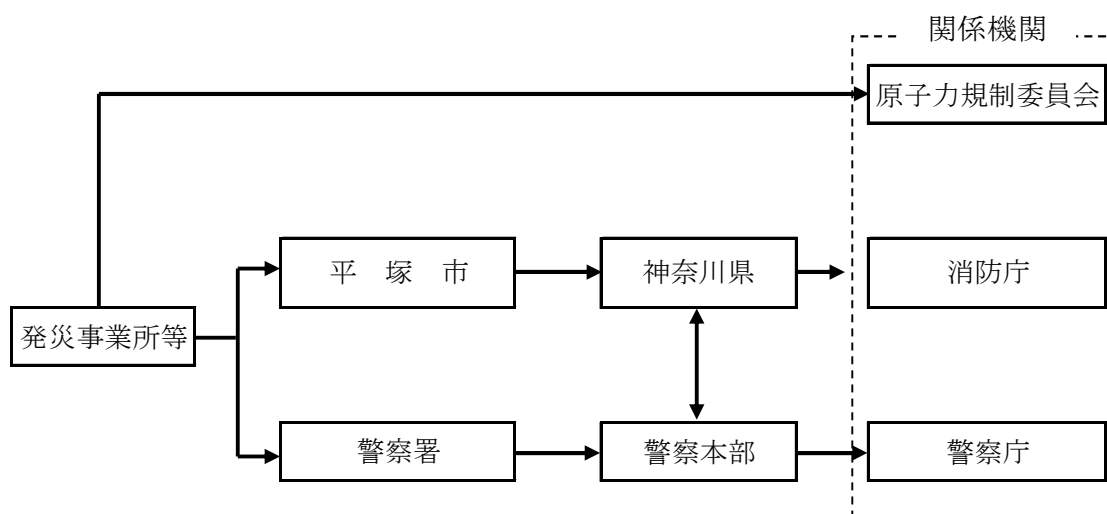 関係機関
原子力規制委員会
平　塚　市
神奈川県
消防庁
発災事業所等
警察署
警察本部
警察庁